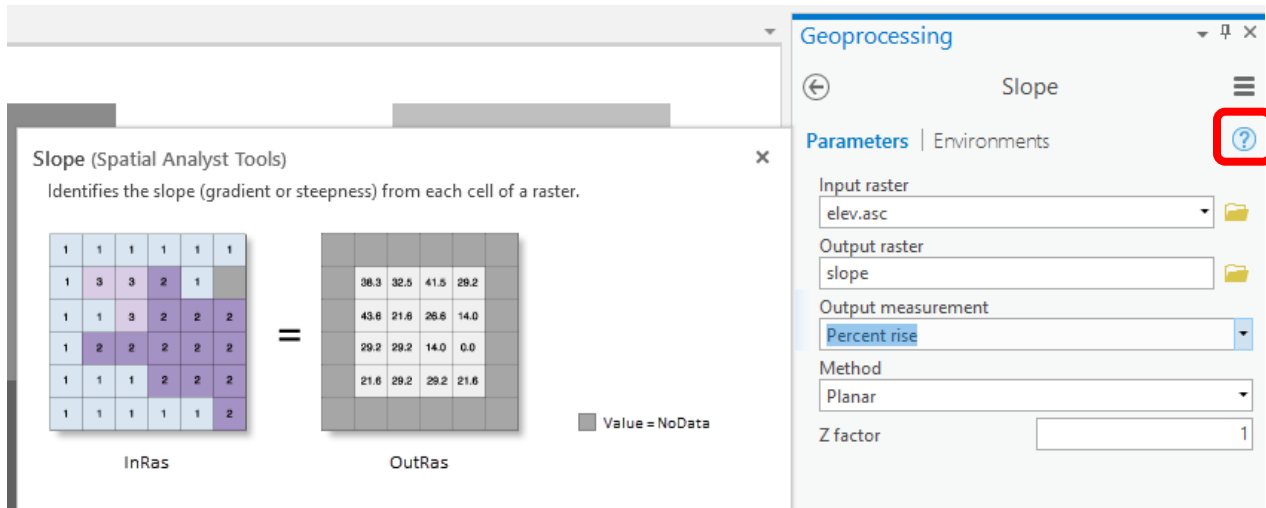 Geoprocessing
Slope
Parameters | Environments
Input raster
elev.asc
Output raster
slope
Output measurement
Percent rise
Method
Planar
Z factor
1
Slope (Spatial Analyst Tools)
Identifies the slope (gradient or steepness) from each cell of a raster.
1 1 1 1 1 1
1 3 3 2 1
1 1 3 2 2 2
1 2 2 2 2 2
1 1 1 2 2 2
1 1 1 1 1 2
=
38.3 32.5 41.5 29.2
43.6 21.6 26.6 14.0
29.2 29.2 14.0 0.0
21.6 29.2 29.2 21.6
Value = NoData
InRas
OutRas